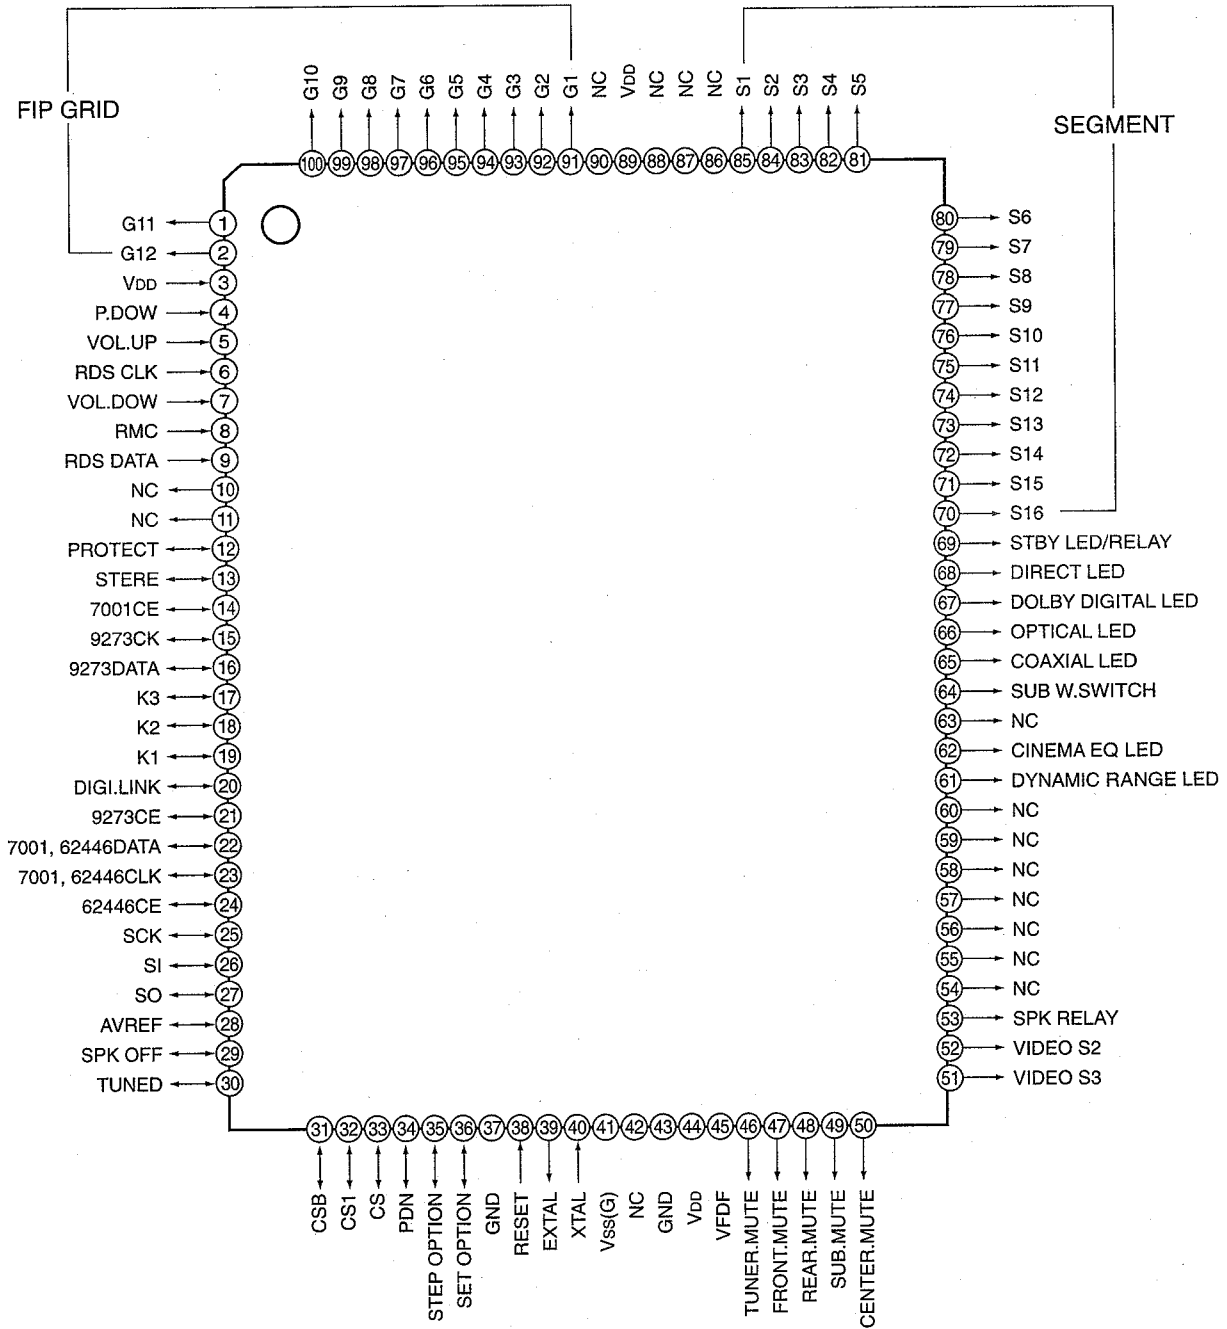 FIP GRID
SEGMENT
G10 G9 G8 G7 G6 G5 G4 G3 G2 G1 NC VDD NC NC NC S1 S2 S3 S4 S5
100 99 98 97 96 95 94 93 92 91 90 89 88 87 86 85 84 83 82 81
G11 1
G12 2
VDD 3
P.DOW 4
VOL.UP 5
RDS CLK 6
VOL.DOW 7
RMC 8
RDS DATA 9
NC 10
NC 11
PROTECT 12
STERE 13
7001CE 14
9273CK 15
9273DATA 16
K3 17
K2 18
K1 19
DIGI.LINK 20
9273CE 21
7001, 62446DATA 22
7001, 62446CLK 23
62446CE 24
SCK 25
SI 26
SO 27
AVREF 28
SPK OFF 29
TUNED 30
80 S6
79 S7
78 S8
77 S9
76 S10
75 S11
74 S12
73 S13
72 S14
71 S15
70 S16
69 STBY LED/RELAY
68 DIRECT LED
67 DOLBY DIGITAL LED
66 OPTICAL LED
65 COAXIAL LED
64 SUB W.SWITCH
63 NC
62 CINEMA EQ LED
61 DYNAMIC RANGE LED
60 NC
59 NC
58 NC
57 NC
56 NC
55 NC
54 NC
53 SPK RELAY
52 VIDEO S2
51 VIDEO S3
31 32 33 34 35 36 37 38 39 40 41 42 43 44 45 46 47 48 49 50
CSB
CS1
CS
PDN
STEP OPTION
SET OPTION
GND
RESET
EXTAL
XTAL
Vss(G)
NC
GND
VDD
VFDF
TUNER.MUTE
FRONT.MUTE
REAR.MUTE
SUB.MUTE
CENTER.MUTE